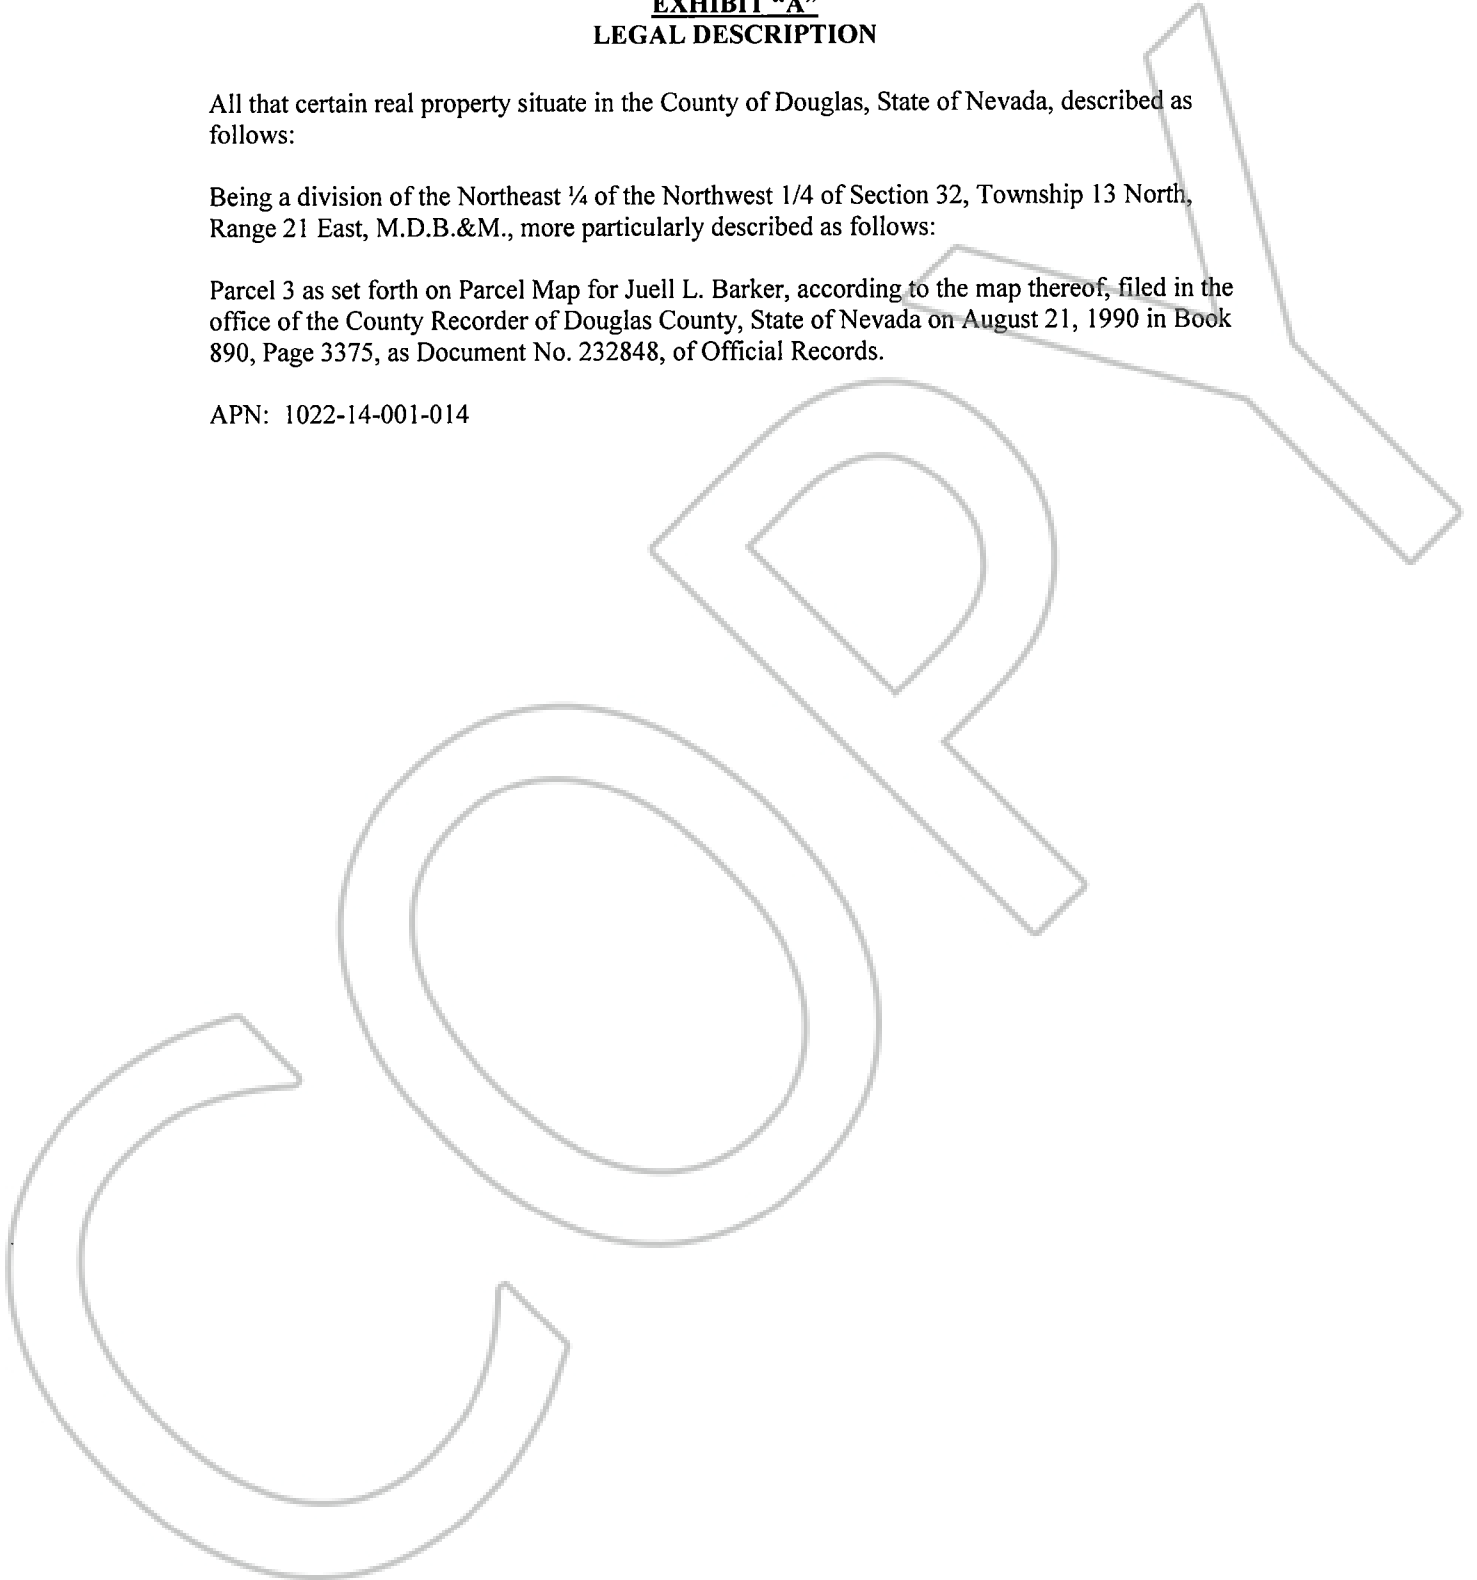 EXHIBIT “A”
LEGAL DESCRIPTION
All that certain real property situate in the County of Douglas, State of Nevada, described as
follows:
Being a division of the Northeast ¼ of the Northwest 1/4 of Section 32, Township 13 North,
Range 21 East, M.D.B.&M., more particularly described as follows:
Parcel 3 as set forth on Parcel Map for Juell L. Barker, according to the map thereof, filed in the
office of the County Recorder of Douglas County, State of Nevada on August 21, 1990 in Book
890, Page 3375, as Document No. 232848, of Official Records.
APN: 1022-14-001-014
COPY